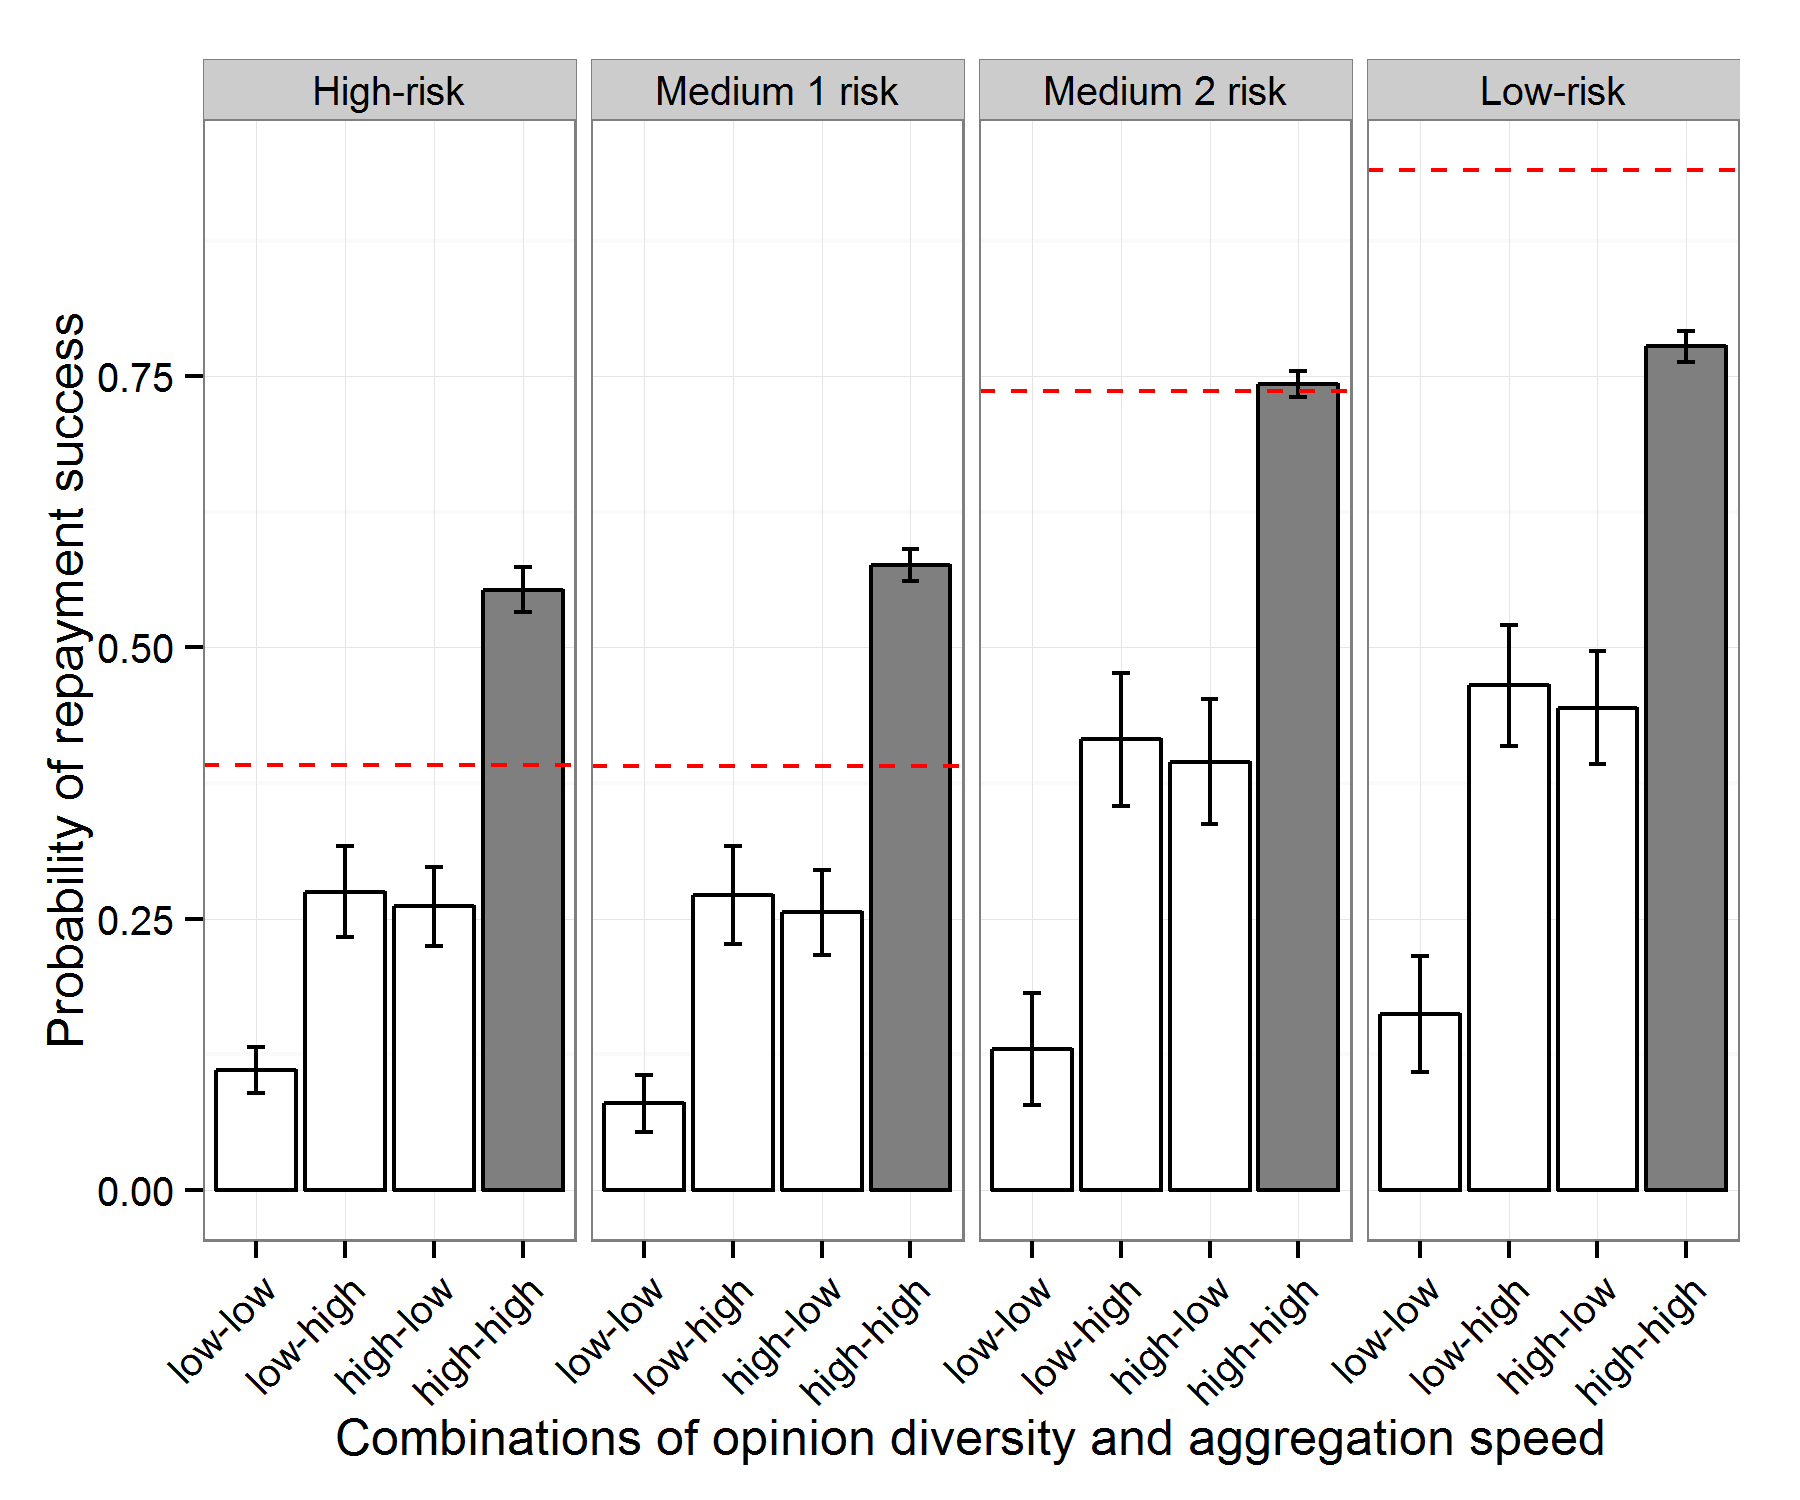 High-risk
Medium 1 risk
Medium 2 risk
Low-risk
Probability of repayment success
0.75
0.50
0.25
0.00
low-low
low-high
high-low
high-high
low-low
low-high
high-low
high-high
low-low
low-high
high-low
high-high
low-low
low-high
high-low
high-high
Combinations of opinion diversity and aggregation speed